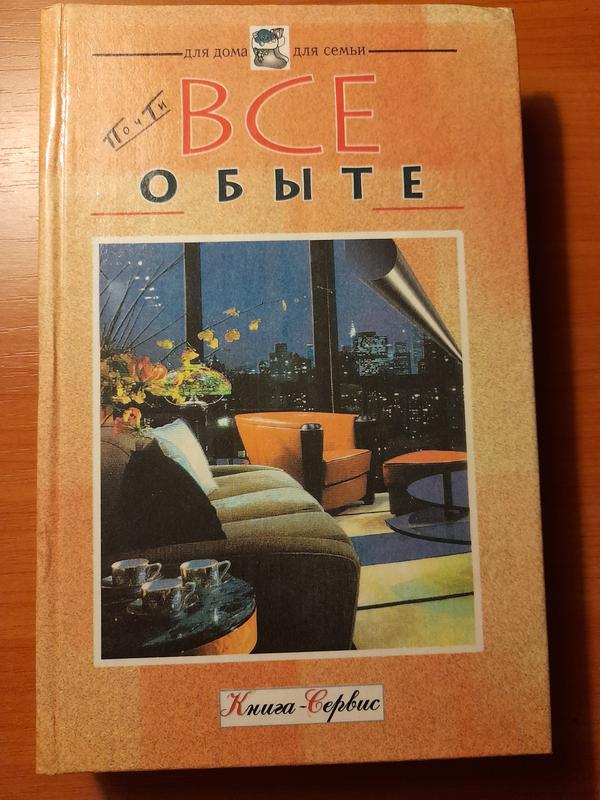 для дома для семьи
почти
ВСЕ
О БЫТЕ
Книга-Сервис